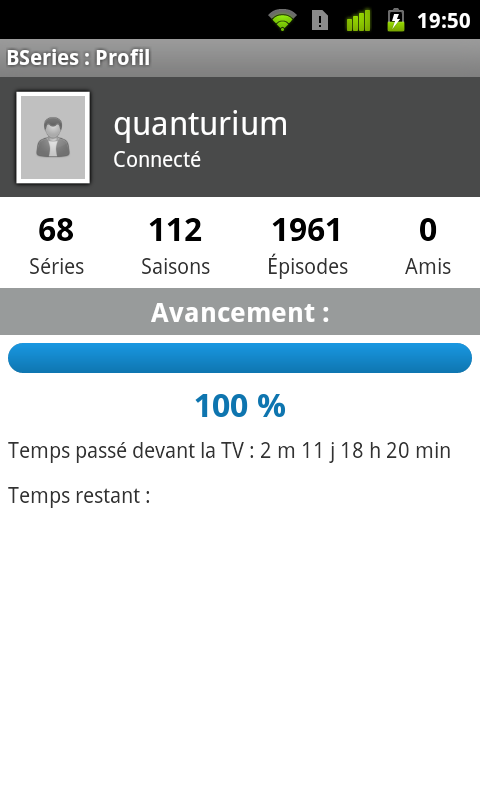 19:50
BSeries : Profil
quanturium
Connecté
68 112 1961 0
Séries Saisons Épisodes Amis
Avancement :
100 %
Temps passé devant la TV : 2 m 11 j 18 h 20 min
Temps restant :